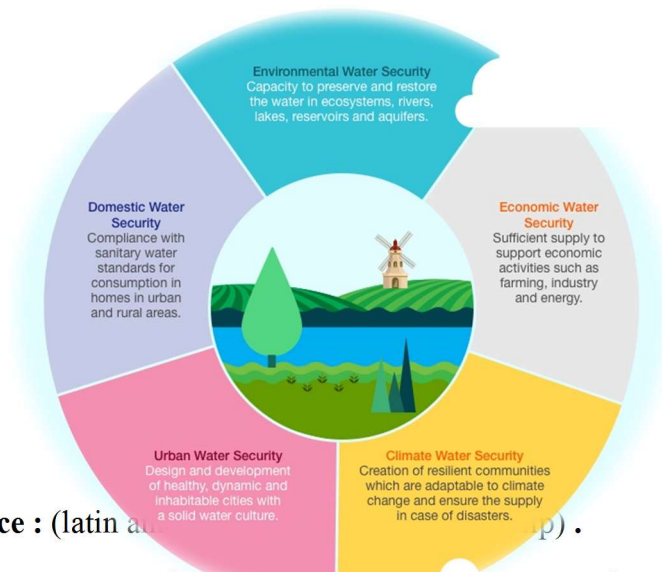 Environmental Water Security
Capacity to preserve and restore
the water in ecosystems, rivers,
lakes, reservoirs and aquifers.
Domestic Water
Security
Compliance with
sanitary water
standards for
consumption in
homes in urban
and rural areas.
Economic Water
Security
Sufficient supply to
support economic
activities such as
farming, industry
and energy.
Urban Water Security
Design and development
of healthy, dynamic and
inhabitable cities with
a solid water culture.
Climate Water Security
Creation of resilient communities
which are adaptable to climate
change and ensure the supply
in case of disasters.
: (latin